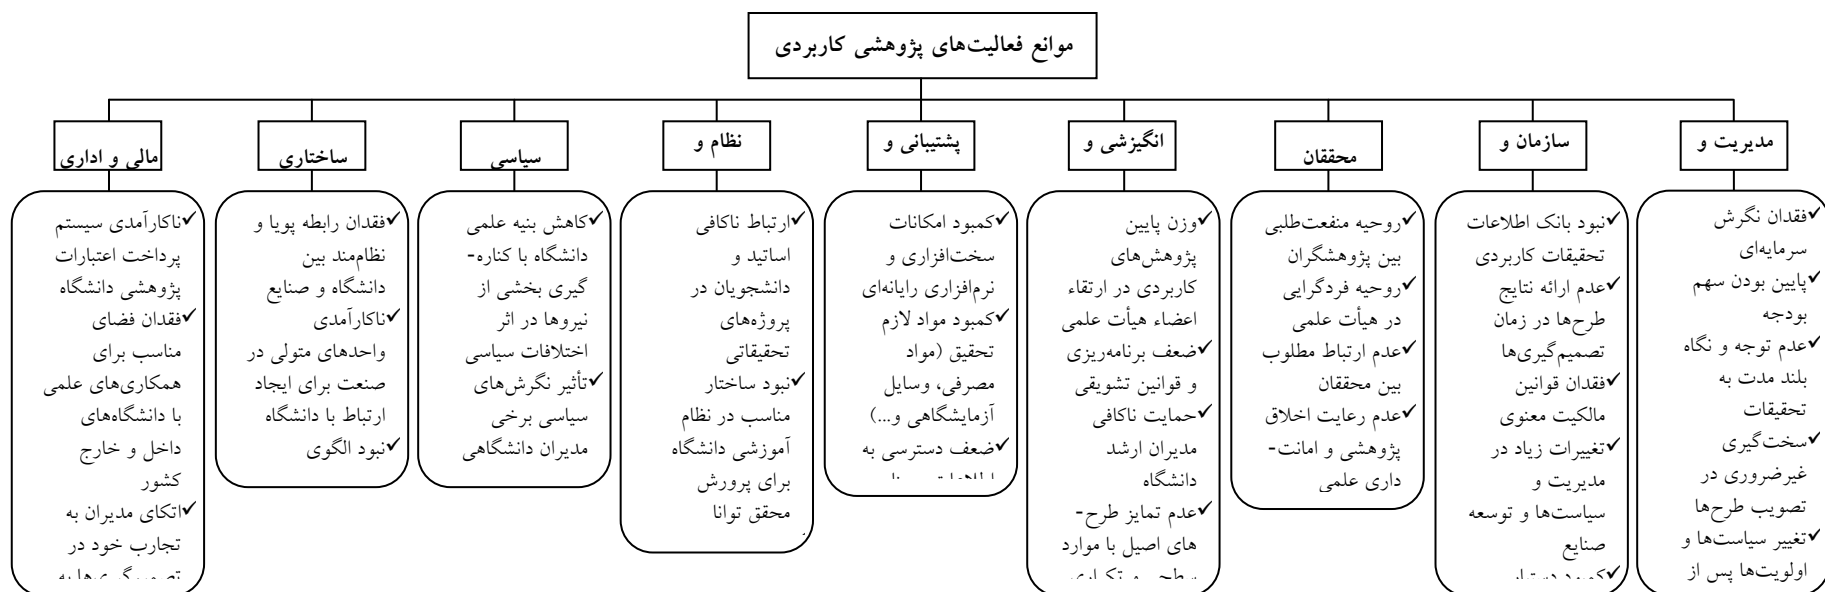 موانع فعالیت‌های پژوهشی کاربردی
مدیریت و
✓فقدان نگرش
سرمایه‌ای
✓پایین بودن سهم
بودجه
✓عدم توجه و نگاه
بلند مدت به
تحقیقات
✓سخت‌گیری
غیرضروری در
تصویب طرح‌ها
✓تغییر سیاست‌ها و
اولویت‌ها پس از
سازمان و
✓نبود بانک اطلاعات
تحقیقات کاربردی
✓عدم ارائه نتایج
طرح‌ها در زمان
تصمیم‌گیری‌ها
✓فقدان قوانین
مالکیت معنوی
✓تغییرات زیاد در
مدیریت و
سیاست‌ها و توسعه
صنایع
✓کمبود
محققان
✓روحیه منفعت‌طلبی
بین پژوهشگران
✓روحیه فردگرایی
در هیأت علمی
✓عدم ارتباط مطلوب
بین محققان
✓عدم رعایت اخلاق
پژوهشی و امانت-
داری علمی
انگیزشی و
✓وزن پایین
پژوهش‌های
کاربردی در ارتقاء
اعضاء هیأت علمی
✓ضعف برنامه‌ریزی
و قوانین تشویقی
✓حمایت ناکافی
مدیران ارشد
دانشگاه
✓عدم تمایز طرح-
های اصیل با موارد
سطحی و تکراری
پشتیبانی و
✓کمبود امکانات
سخت‌افزاری و
نرم‌افزاری رایانه‌ای
✓کمبود مواد لازم
تحقیق (مواد
مصرفی، وسایل
آزمایشگاهی و...)
✓ضعف دسترسی به
نظام و
✓ارتباط ناکافی
اساتید و
دانشجویان در
پروژه‌های
تحقیقاتی
✓نبود ساختار
مناسب در نظام
آموزشی دانشگاه
برای پرورش
محقق توانا
سیاسی
✓کاهش بنیه علمی
دانشگاه با کناره-
گیری بخشی از
نیروها در اثر
اختلافات سیاسی
✓تأثیر نگرش‌های
سیاسی برخی
مدیران دانشگاهی
ساختاری
✓فقدان رابطه پویا و
نظام‌مند بین
دانشگاه و صنایع
✓ناکارآمدی
واحدهای متولی در
صنعت برای ایجاد
ارتباط با دانشگاه
✓نبود الگوی
مالی و اداری
✓ناکارآمدی سیستم
پرداخت اعتبارات
پژوهشی دانشگاه
✓فقدان فضای
مناسب برای
همکاری‌های علمی
با دانشگاه‌های
داخل و خارج
کشور
✓اتکای مدیران به
تجارب خود در
تصمیم‌گیری‌ها به